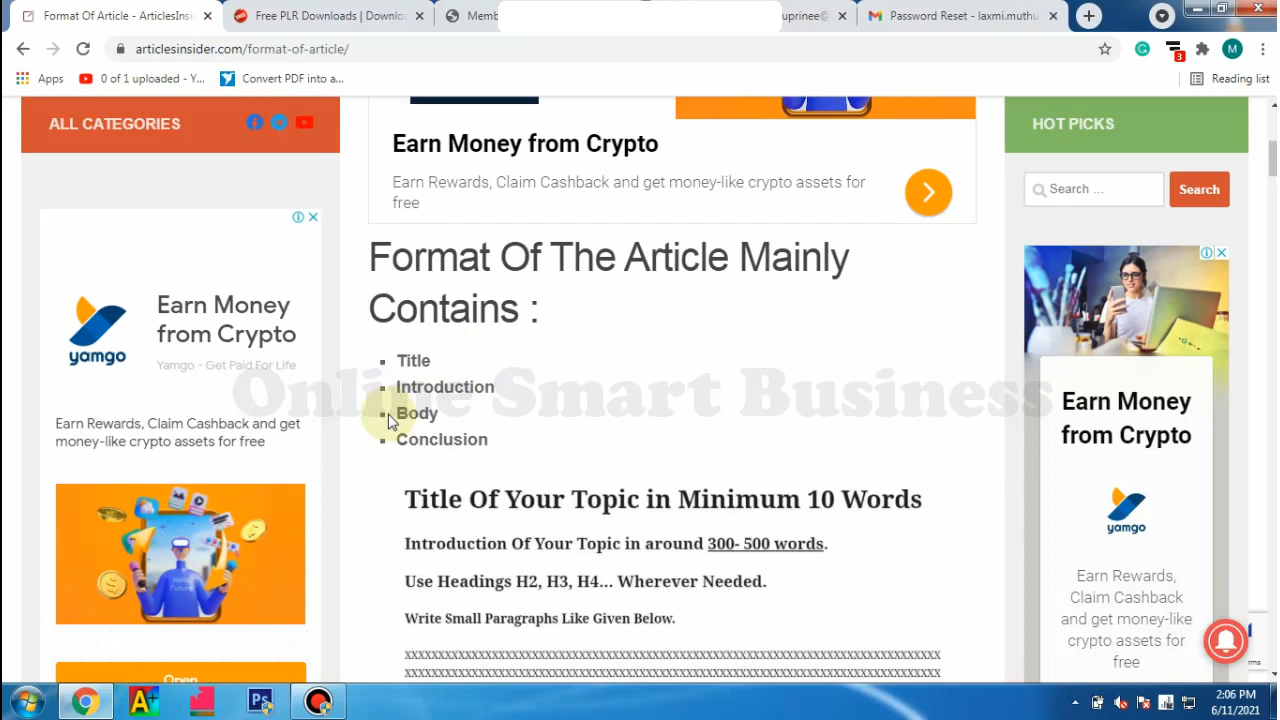 Format Of Article - ArticlesInsi
Free PLR Downloads | Downlo
Memb
uprinee@
Password Reset - laxmi.muthu
articlesinsider.com/format-of-article/
3
M
Apps
0 of 1 uploaded - Y...
Convert PDF into a...
Reading list
ALL CATEGORIES
HOT PICKS
Earn Money from Crypto
Earn Rewards, Claim Cashback and get money-like crypto assets for
free
Search ...
Search
Format Of The Article Mainly
Contains :
Title
Introduction
Body
Conclusion
Online Smart Business
yamgo
Earn Money
from Crypto
Yamgo - Get Paid For Life
Earn Rewards, Claim Cashback and get
money-like crypto assets for free
Open
Title Of Your Topic in Minimum 10 Words
Introduction Of Your Topic in around 300- 500 words.
Use Headings H2, H3, H4... Wherever Needed.
Write Small Paragraphs Like Given Below.
Earn Money
from Crypto
yamgo
Earn Rewards,
Claim Cashback
and get
money-like
crypto assets for
free
2:06 PM
6/11/2021